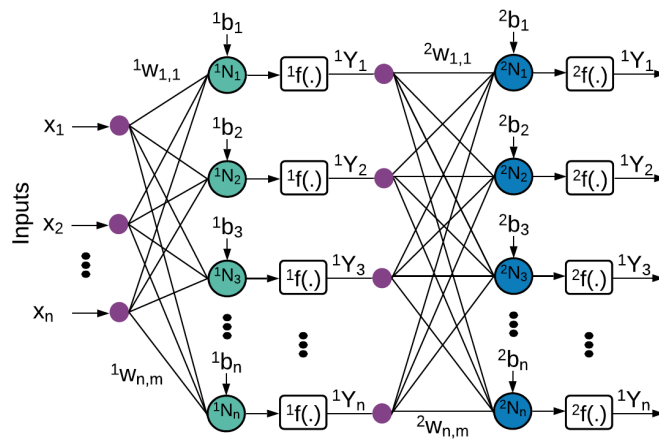 ¹b₁ ²b₁
¹w₁,₁ ¹N₁ ¹f(.) ¹Y₁ ²w₁,₁ ²N₁ ²f(.) ¹Y₁
x₁ ¹b₂ ²b₂
¹N₂ ¹f(.) ¹Y₂ ²N₂ ²f(.) ¹Y₂
Inputs
x₂ ¹b₃ ²b₃
¹N₃ ¹f(.) ¹Y₃ ²N₃ ²f(.) ¹Y₃
xₙ
¹wₙ,ₘ ¹bₙ ²bₙ
¹Nₙ ¹f(.) ¹Yₙ ²wₙ,ₘ ²Nₙ ²f(.) ¹Yₙ